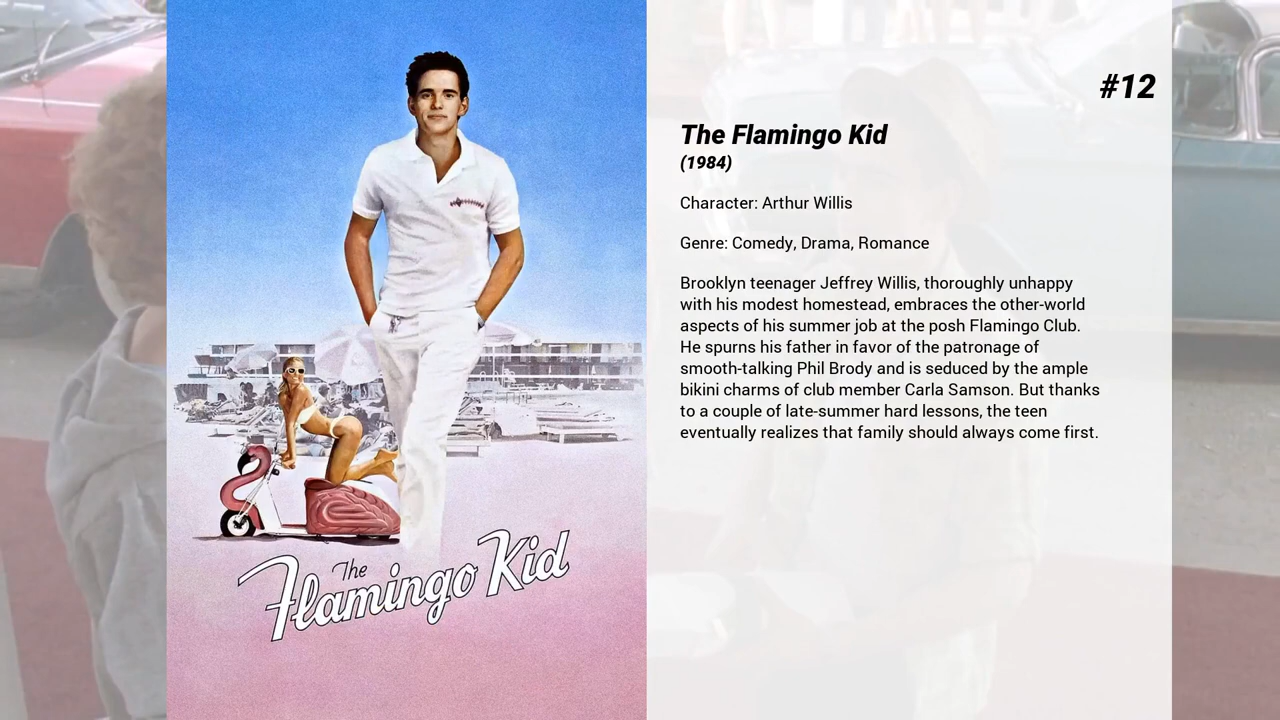 #12
The Flamingo Kid
(1984)
Character: Arthur Willis
Genre: Comedy, Drama, Romance
Brooklyn teenager Jeffrey Willis, thoroughly unhappy
with his modest homestead, embraces the other-world
aspects of his summer job at the posh Flamingo Club.
He spurns his father in favor of the patronage of
smooth-talking Phil Brody and is seduced by the ample
bikini charms of club member Carla Samson. But thanks
to a couple of late-summer hard lessons, the teen
eventually realizes that family should always come first.
The
Flamingo Kid